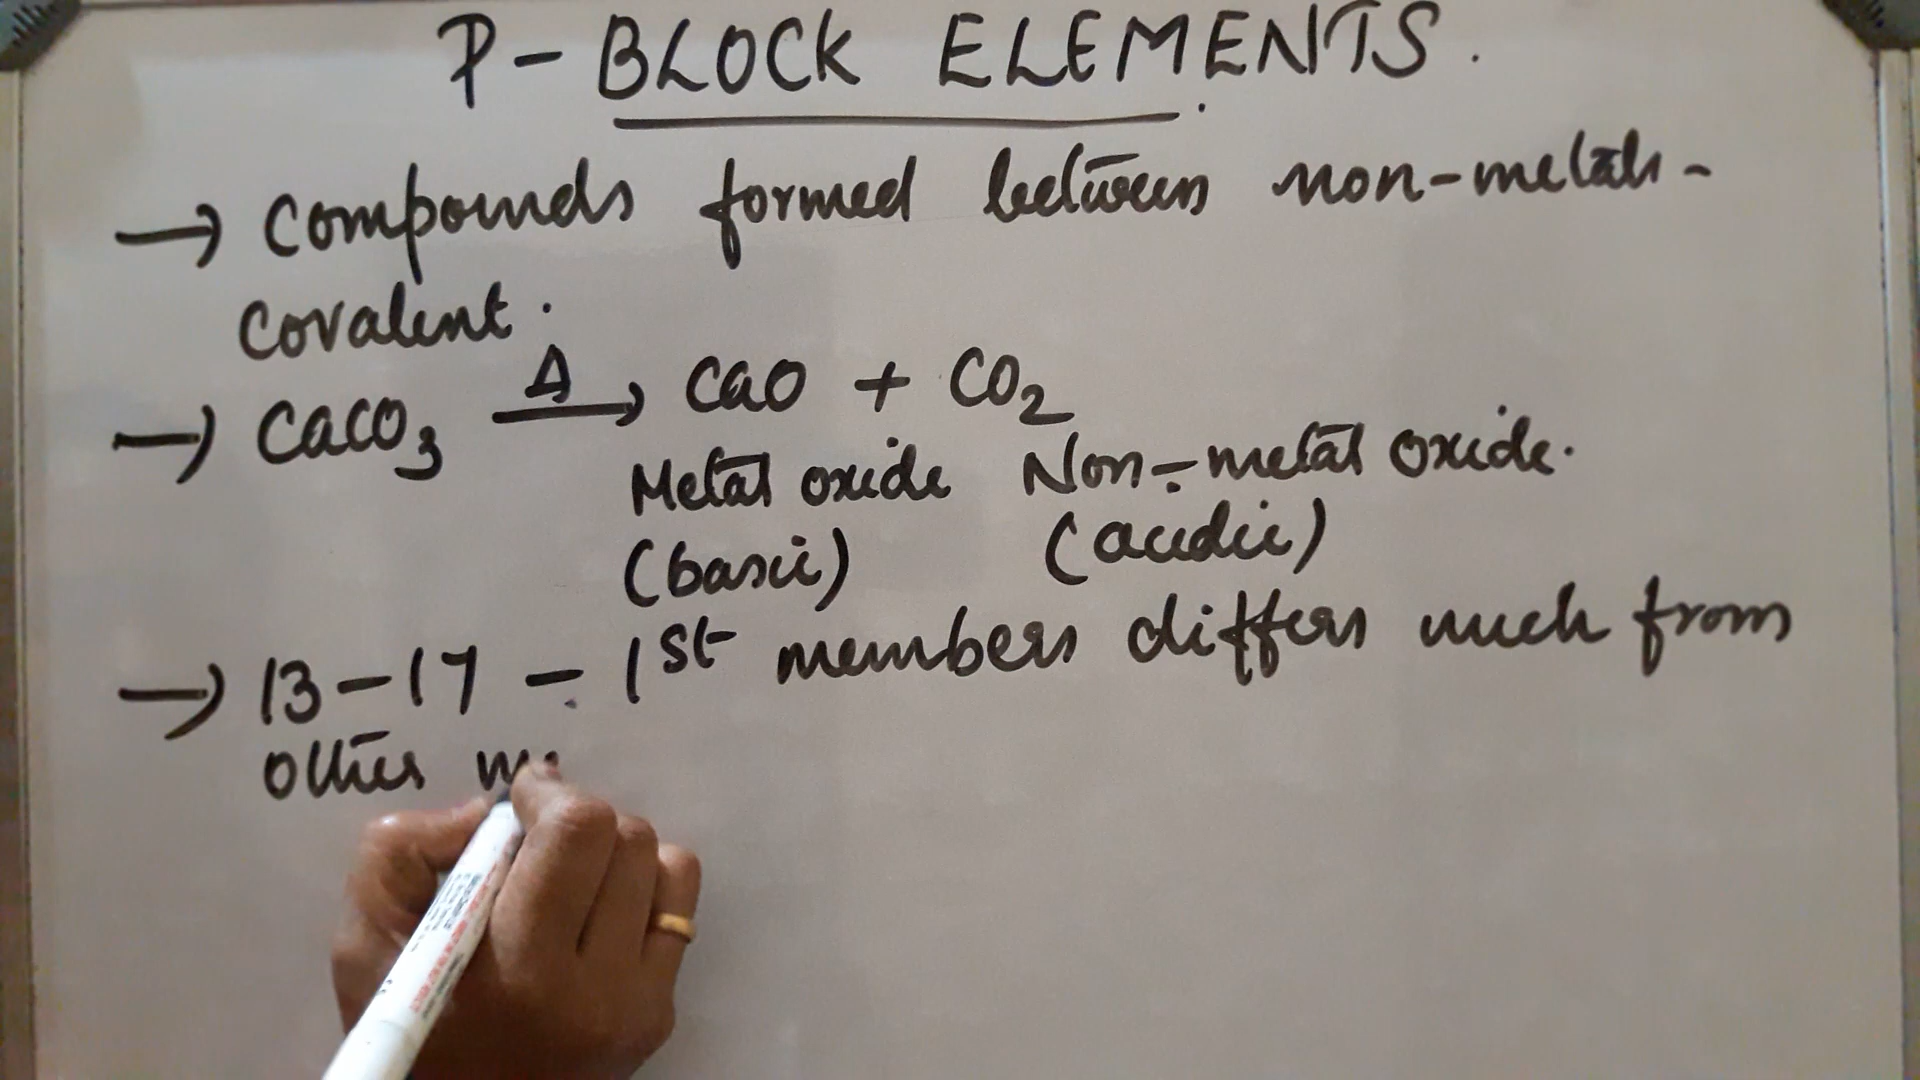 P - BLOCK ELEMENTS.
→ Compounds formed between non-metals -
Covalent.
→ CaCO₃ —Δ→ CaO + CO₂
Metal oxide Non-metal oxide.
(basic) (acidic)
→ 13-17 - 1st members differs much from
other